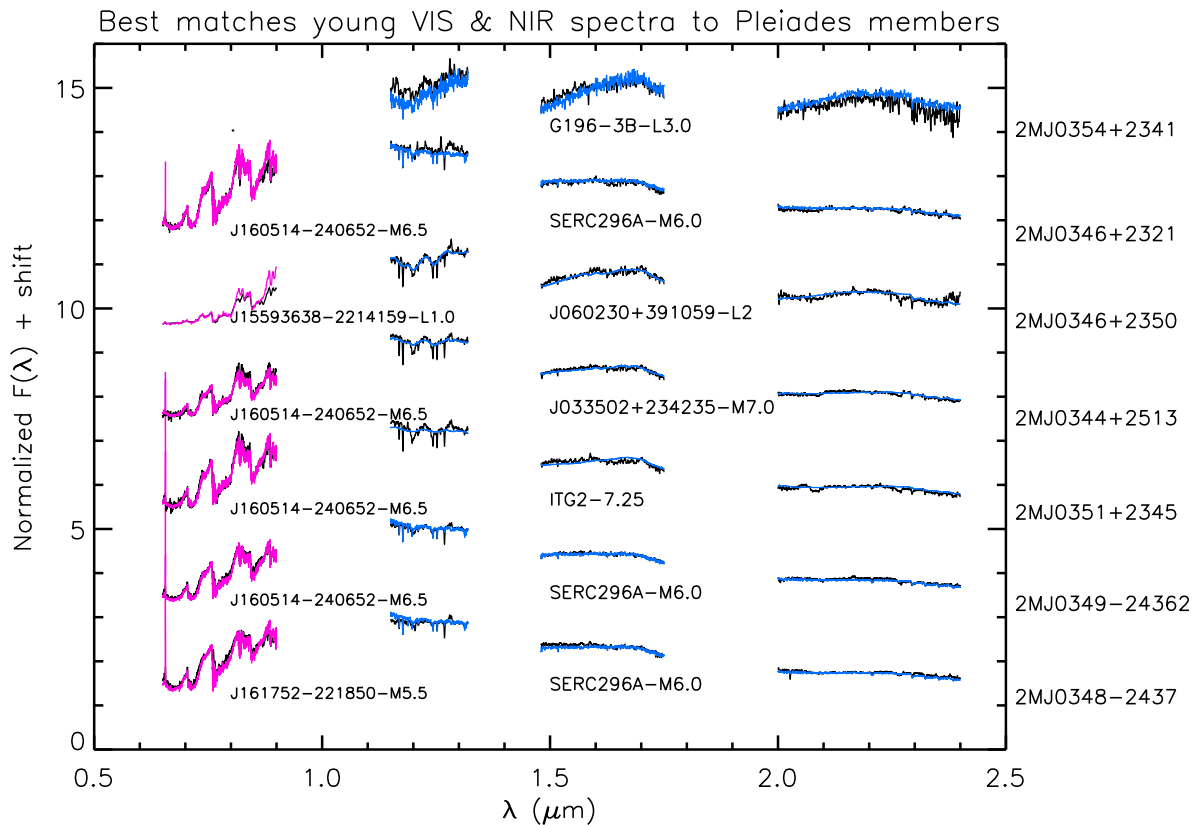 Best matches young VIS & NIR spectra to Pleiades members
15
G196-3B-L3.0
2MJ0354+2341
J160514-240652-M6.5
SERC296A-M6.0
2MJ0346+2321
10
J15593638-2214159-L1.0
J060230+391059-L2
2MJ0346+2350
J160514-240652-M6.5
J033502+234235-M7.0
2MJ0344+2513
J160514-240652-M6.5
ITG2-7.25
2MJ0351+2345
5
J160514-240652-M6.5
SERC296A-M6.0
2MJ0349-24362
J161752-221850-M5.5
SERC296A-M6.0
2MJ0348-2437
0
Normalized F(λ) + shift
0.5 1.0 1.5 2.0 2.5
λ (μm)